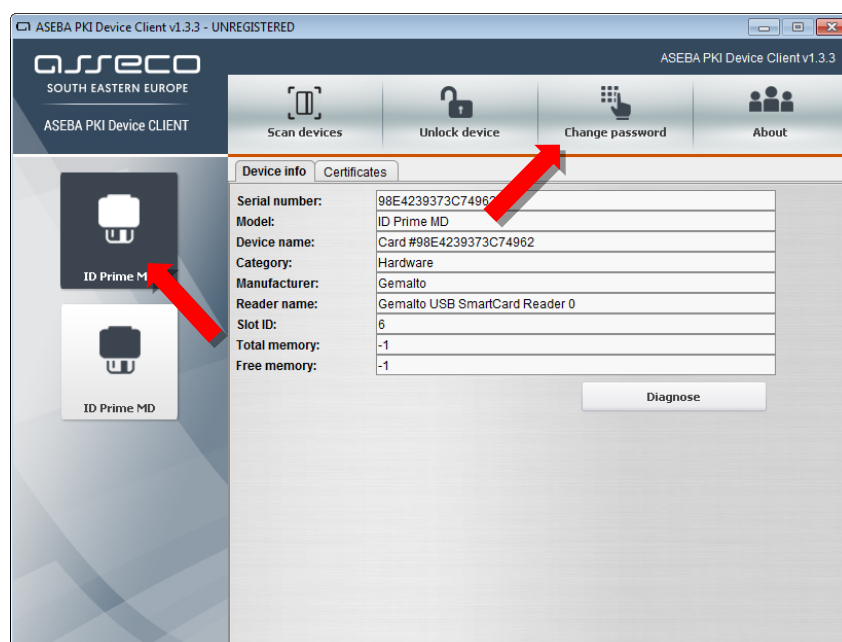 ASEBA PKI Device Client v1.3.3 - UNREGISTERED
asseco
SOUTH EASTERN EUROPE
ASEBA PKI Device CLIENT
ASEBA PKI Device Client v1.3.3
Scan devices
Unlock device
Change password
About
Device info
Certificates
ID Prime M
ID Prime MD
Serial number: 98E4239373C74962
Model: ID Prime MD
Device name: Card #98E4239373C74962
Category: Hardware
Manufacturer: Gemalto
Reader name: Gemalto USB SmartCard Reader 0
Slot ID: 6
Total memory: -1
Free memory: -1
Diagnose